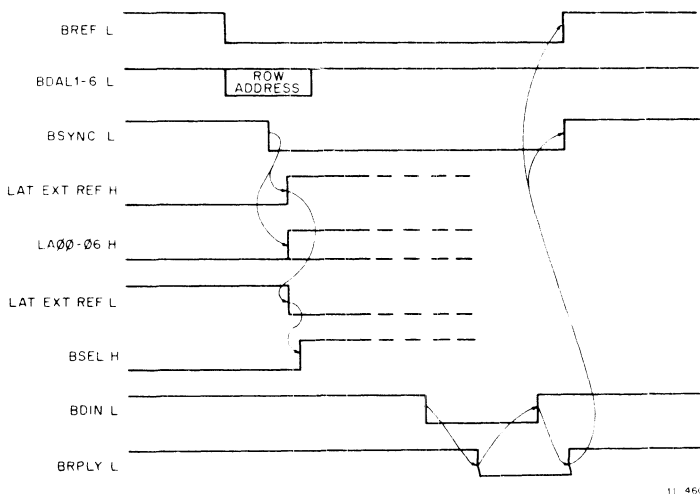 BREF L
BDAL1-6 L
ROW
ADDRESS
BSYNC L
LAT EXT REF H
LAØØ-Ø6 H
LAT EXT REF L
BSEL H
BDIN L
BRPLY L